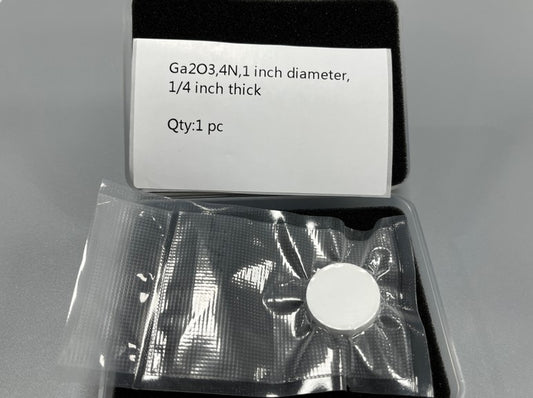 Ga2O3,4N,1 inch diameter,
1/4 inch thick
Qty:1 pc